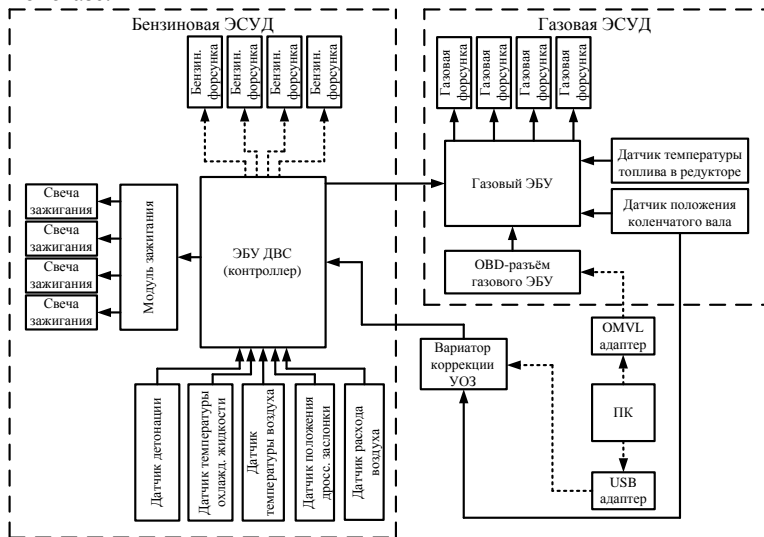 Бензиновая ЭСУД
Газовая ЭСУД
Бензин.
форсунка
Бензин.
форсунка
Бензин.
форсунка
Бензин.
форсунка
Газовая
форсунка
Газовая
форсунка
Газовая
форсунка
Газовая
форсунка
Свеча
зажигания
Свеча
зажигания
Свеча
зажигания
Свеча
зажигания
Модуль зажигания
ЭБУ ДВС
(контроллер)
Газовый ЭБУ
Датчик температуры
топлива в редукторе
Датчик положения
коленчатого вала
OBD-разъём
газового ЭБУ
Вариатор
коррекции
УОЗ
OMVL
адаптер
ПК
USB
адаптер
Датчик детонации
Датчик температуры
охлажд. жидкости
Датчик
температуры воздуха
Датчик положения
дросс. заслонки
Датчик расхода
воздуха